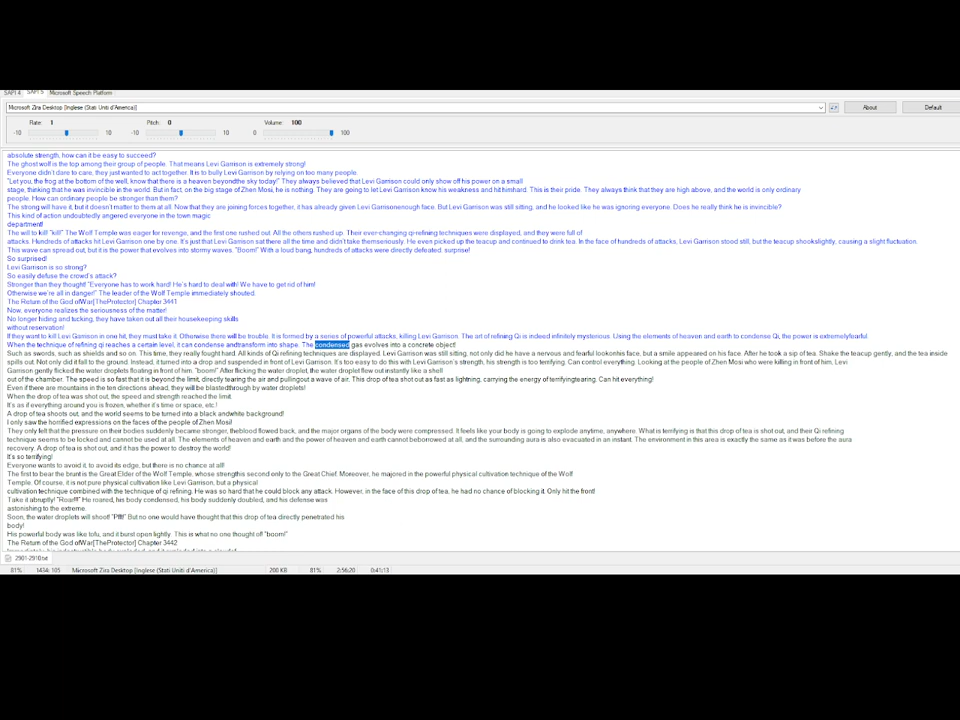 SAPI 4 SAPI 5 Microsoft Speech Platform
Microsoft Zira Desktop [Inglese (Stati Uniti d'America)] About Default
Rate: 1 Pitch: 0 Volume: 100
-10 10 -10 10 0 100
absolute strength, how can it be easy to succeed?
The ghost wolf is the top among their group of people. That means Levi Garrison is extremely strong!
Everyone didn't dare to care, they just wanted to act together. It is to bully Levi Garrison by relying on too many people.
"Let you, the frog at the bottom of the well, know that there is a heaven beyondthe sky today!" They always believed that Levi Garrison could only show off his power on a small
stage, thinking that he was invincible in the world. But in fact, on the big stage of Zhen Mosi, he is nothing. They are going to let Levi Garrison know his weakness and hit himhard. This is their pride. They always think that they are high above, and the world is only ordinary
people. How can ordinary people be stronger than them?
The strong will have it, but it doesn't matter to them at all. Now that they are joining forces together, it has already given Levi Garrisonenough face. But Levi Garrison was still sitting, and he looked like he was ignoring everyone. Does he really think he is invincible?
This kind of action undoubtedly angered everyone in the town magic
department!
The will to kill! "kill!" The Wolf Temple was eager for revenge, and the first one rushed out. All the others rushed up. Their ever-changing qi-refining techniques were displayed, and they were full of
attacks. Hundreds of attacks hit Levi Garrison one by one. It's just that Levi Garrison sat there all the time and didn't take themseriously. He even picked up the teacup and continued to drink tea. In the face of hundreds of attacks, Levi Garrison stood still, but the teacup shookslightly, causing a slight fluctuation.
This wave can spread out, but it is the power that evolves into stormy waves. "Boom!" With a loud bang, hundreds of attacks were directly defeated. surprise!
So surprised!
Levi Garrison is so strong?
So easily defuse the crowd's attack?
Stronger than they thought! "Everyone has to work hard! He's hard to deal with! We have to get rid of him!
Otherwise we're all in danger!" The leader of the Wolf Temple immediately shouted.
The Return of the God ofWar[TheProtector] Chapter 3441
Now, everyone realizes the seriousness of the matter!
No longer hiding and tucking, they have taken out all their housekeeping skills
without reservation!
If they want to kill Levi Garrison in one hit, they must take it. Otherwise there will be trouble. It is formed by a series of powerful attacks, killing Levi Garrison. The art of refining Qi is indeed infinitely mysterious. Using the elements of heaven and earth to condense Qi, the power is extremelyfearful.
When the technique of refining qi reaches a certain level, it can condense andtransform into shape. The condensed gas evolves into a concrete object!
Such as swords, such as shields and so on. This time, they really fought hard. All kinds of Qi refining techniques are displayed. Levi Garrison was still sitting, not only did he have a nervous and fearful lookonhis face, but a smile appeared on his face. After he took a sip of tea. Shake the teacup gently, and the tea inside
spills out. Not only did it fall to the ground. Instead, it turned into a drop and suspended in front of Levi Garrison. It's too easy to do this with Levi Garrison's strength, his strength is too terrifying. Can control everything. Looking at the people of Zhen Mosi who were killing in front of him, Levi
Garrison gently flicked the water droplets floating in front of him. "boom!" After flicking the water droplet, the water droplet flew out instantly like a shell
out of the chamber. The speed is so fast that it is beyond the limit, directly tearing the air and pullingout a wave of air. This drop of tea shot out as fast as lightning, carrying the energy of terrifyingtearing. Can hit everything!
Even if there are mountains in the ten directions ahead, they will be blastedthrough by water droplets!
When the drop of tea was shot out, the speed and strength reached the limit.
It's as if everything around you is frozen, whether it's time or space, etc.!
A drop of tea shoots out, and the world seems to be turned into a black andwhite background!
I only saw the horrified expressions on the faces of the people of Zhen Mosi!
They only felt that the pressure on their bodies suddenly became stronger, theblood flowed back, and the major organs of the body were compressed. It feels like your body is going to explode anytime, anywhere. What is terrifying is that this drop of tea is shot out, and their Qi refining
technique seems to be locked and cannot be used at all. The elements of heaven and earth and the power of heaven and earth cannot beborrowed at all, and the surrounding aura is also evacuated in an instant. The environment in this area is exactly the same as it was before the aura
recovery. A drop of tea is shot out, and it has the power to destroy the world!
It's so terrifying!
Everyone wants to avoid it, to avoid its edge, but there is no chance at all!
The first to bear the brunt is the Great Elder of the Wolf Temple, whose strengthis second only to the Great Chief. Moreover, he majored in the powerful physical cultivation technique of the Wolf
Temple. Of course, it is not pure physical cultivation like Levi Garrison, but a physical
cultivation technique combined with the technique of qi refining. He was so hard that he could block any attack. However, in the face of this drop of tea, he had no chance of blocking it. Only hit the front!
Take it abruptly! "Roar!!!" He roared, his body condensed, his body suddenly doubled, and his defense was
astonishing to the extreme.
Soon, the water droplets will shoot! "Pfft!" But no one would have thought that this drop of tea directly penetrated his
body!
His powerful body was like tofu, and it burst open lightly. This is what no one thought of! "boom!"
The Return of the God ofWar[TheProtector] Chapter 3442
2901-2910.txt
81% 1434:105 Microsoft Zira Desktop [Inglese (Stati Uniti d'America)] 200 KB 81% 2:56:20 0:41:13